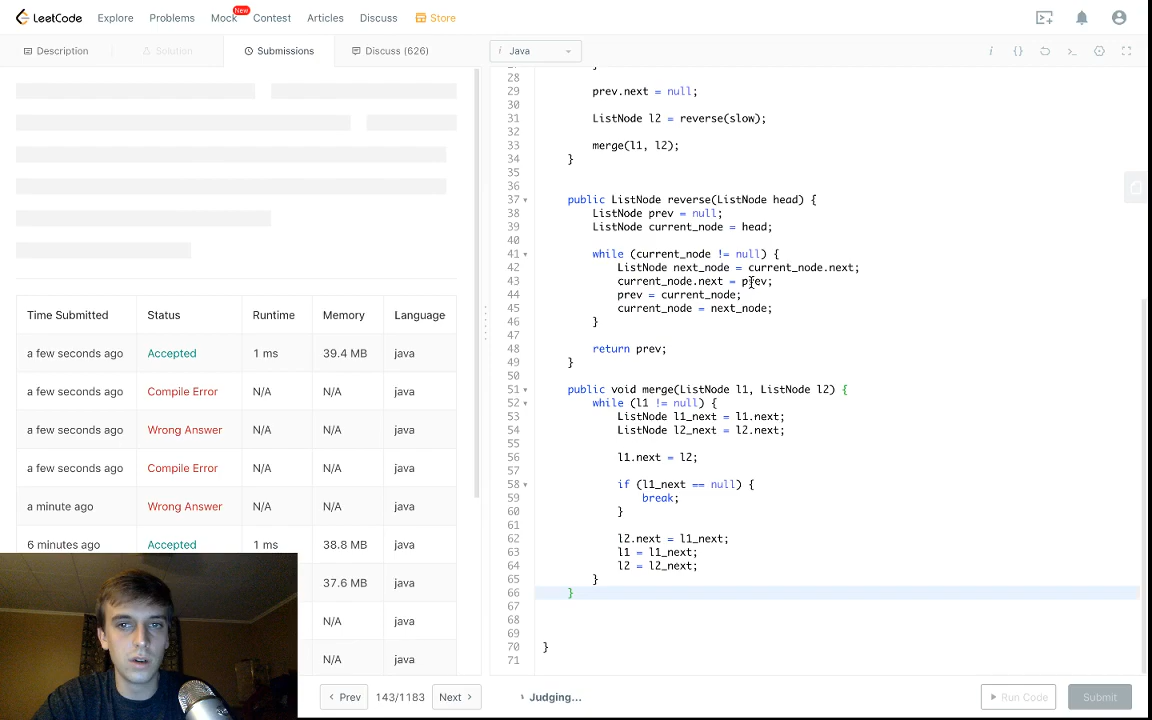 LeetCode Explore Problems Mock New Contest Articles Discuss Store
Description Solution Submissions Discuss (626) i Java
28
29 prev.next = null;
30
31 ListNode l2 = reverse(slow);
32
33 merge(l1, l2);
34 }
35
36
37 public ListNode reverse(ListNode head) {
38 ListNode prev = null;
39 ListNode current_node = head;
40
41 while (current_node != null) {
42 ListNode next_node = current_node.next;
43 current_node.next = prev;
44 prev = current_node;
45 current_node = next_node;
46 }
47
48 return prev;
49 }
50
51 public void merge(ListNode l1, ListNode l2) {
52 while (l1 != null) {
53 ListNode l1_next = l1.next;
54 ListNode l2_next = l2.next;
55
56 l1.next = l2;
57
58 if (l1_next == null) {
59 break;
60 }
61
62 l2.next = l1_next;
63 l1 = l1_next;
64 l2 = l2_next;
65 }
66 }
67
68
69
70 }
71
Time Submitted Status Runtime Memory Language
a few seconds ago Accepted 1 ms 39.4 MB java
a few seconds ago Compile Error N/A N/A java
a few seconds ago Wrong Answer N/A N/A java
a few seconds ago Compile Error N/A N/A java
a minute ago Wrong Answer N/A N/A java
6 minutes ago Accepted 1 ms 38.8 MB java
37.6 MB java
N/A java
N/A java
Prev 143/1183 Next Judging... Run Code Submit